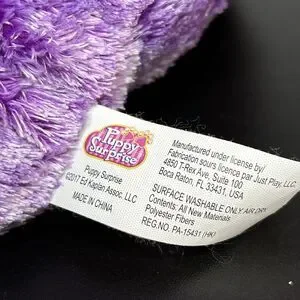 Puppy
Surprise
Puppy Surprise
©2017 Ed Kaplan Assoc. LLC
MADE IN CHINA
Manufactured under license by/
Fabrication sours licence par Just Play, LLC
4850 T-Rex Ave, Suite 100
Boca Raton, FL 33431, USA
SURFACE WASHABLE ONLY. AIR DRY
Contents: All New Materials
Polyester Fibers
REG.NO. PA-15431 (HK)